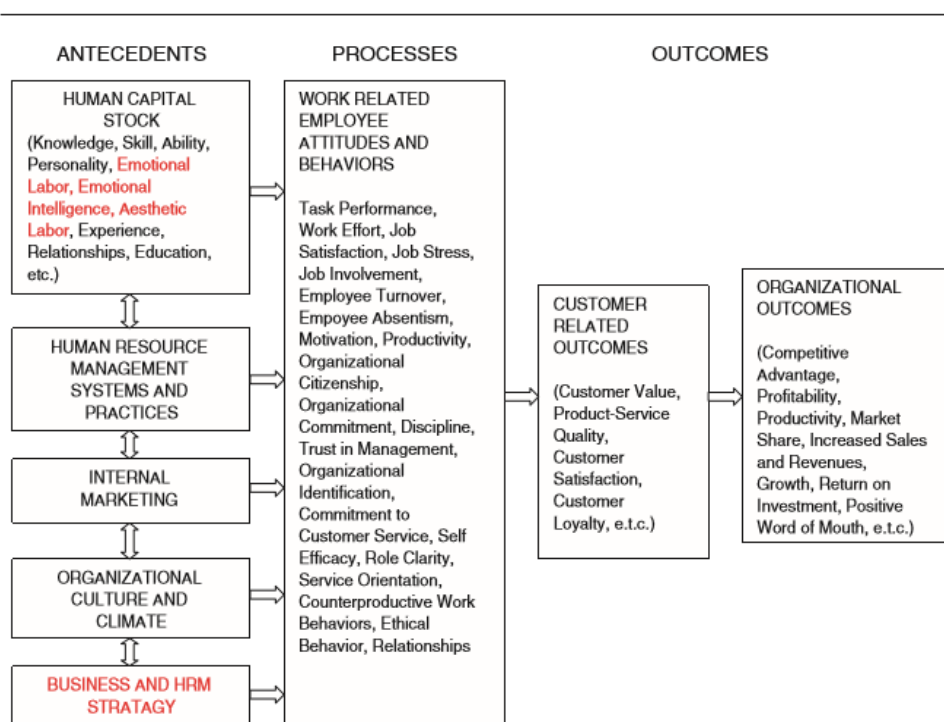 ANTECEDENTS
PROCESSES
OUTCOMES
HUMAN CAPITAL
STOCK
(Knowledge, Skill, Ability,
Personality, Emotional
Labor, Emotional
Intelligence, Aesthetic
Labor, Experience,
Relationships, Education,
etc.)
HUMAN RESOURCE
MANAGEMENT
SYSTEMS AND
PRACTICES
INTERNAL
MARKETING
ORGANIZATIONAL
CULTURE AND
CLIMATE
BUSINESS AND HRM
STRATAGY
WORK RELATED
EMPLOYEE
ATTITUDES AND
BEHAVIORS
Task Performance,
Work Effort, Job
Satisfaction, Job Stress,
Job Involvement,
Employee Turnover,
Empoyee Absentism,
Motivation, Productivity,
Organizational
Citizenship,
Organizational
Commitment, Discipline,
Trust in Management,
Organizational
Identification,
Commitment to
Customer Service, Self
Efficacy, Role Clarity,
Service Orientation,
Counterproductive Work
Behaviors, Ethical
Behavior, Relationships
CUSTOMER
RELATED
OUTCOMES
(Customer Value,
Product-Service
Quality,
Customer
Satisfaction,
Customer
Loyalty, e.t.c.)
ORGANIZATIONAL
OUTCOMES
(Competitive
Advantage,
Profitability,
Productivity, Market
Share, Increased Sales
and Revenues,
Growth, Return on
Investment, Positive
Word of Mouth, e.t.c.)